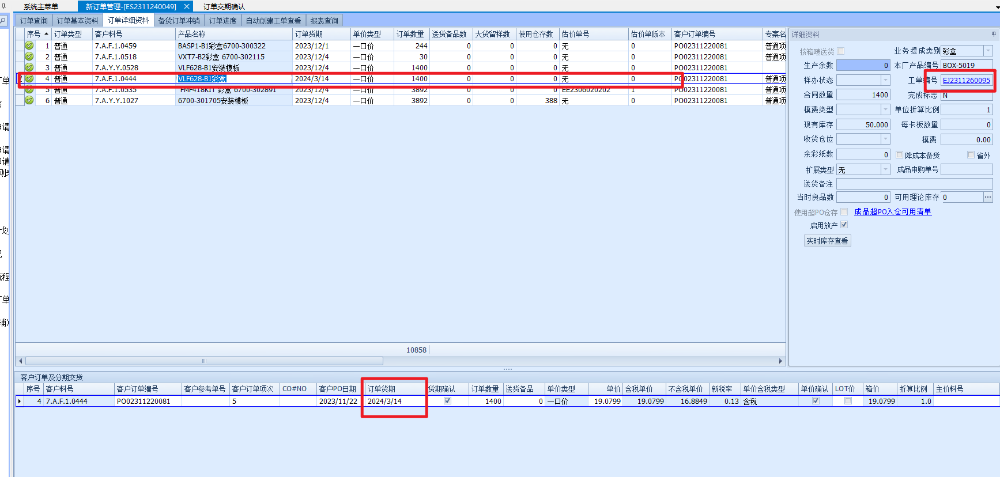 系统主菜单 新订单管理-[ES2311240049] × 订单交期确认
订单查询 订单基本资料 订单详细资料 备货订单冲销 订单进度 自动创建工单查看 报表查询
序号 订单类型 客户料号 产品名称 订单货期 单价类型 订单数量 送货备品数 大货留样数 使用仓存数 估价单号 估价单版本 客户订单编号 专案名
1 普通 7.A.F.1.0459 BASP1-B1彩盒6700-300322 2023/12/1 一口价 244 0 0 0 无 0 PO02311220081 普通项
2 普通 7.A.F.1.0518 VXT7-B2彩盒 6700-302115 2023/12/4 一口价 30 0 0 0 无 0 PO02311220081 普通项
3 普通 7.A.Y.Y.0528 VLF628-B1安装模板 2023/12/4 一口价 1400 0 0 0 无 0 PO02311220081
4 普通 7.A.F.1.0444 VLF628-B1彩盒 2024/3/14 一口价 1400 0 0 0 无 0 PO02311220081 普通项
5 普通 7.A.F.1.0535 FMF418KIT 彩盒 6700-302891 2023/12/4 一口价 3892 0 0 0 EE2306020202 1 PO02311220081 普通项
6 普通 7.A.Y.Y.1027 6700-301705安装模板 2023/12/4 一口价 3892 0 0 388 无 0 PO02311220081 普通项
10858
详细资料
按箱唛送货 业务提成类别 彩盒
生产余数 0 本厂产品编号 BOX-5019
样办状态 工单编号 EJ2311260095
合同数量 1400 完成标志 N
模费类型 单位折算比例 1
现有库存 50.000 每卡板数量 0
收货仓位 模费 0.00
余彩纸数 0 降成本备货 省外
扩展类型 无 成品申购单号
送货备注
当时良品数 0 可用理论库存 0 ...
使用超PO仓存 成品超PO入仓可用清单
启用放产
实时库存查看
客户订单及分期交货
序号 客户料号 客户订单编号 客户参考单号 客户订单项次 CO#NO 客户PO日期 订单货期 货期确认 订单数量 送货备品 单价类型 单价 含税单价 不含税单价 新税率 单价含税类型 单价确认 LOT价 箱价 折算比例 主价料号
4 7.A.F.1.0444 PO02311220081 5 2023/11/22 2024/3/14 1400 0 一口价 19.0799 19.0799 16.8849 0.13 含税 19.0799 1.0